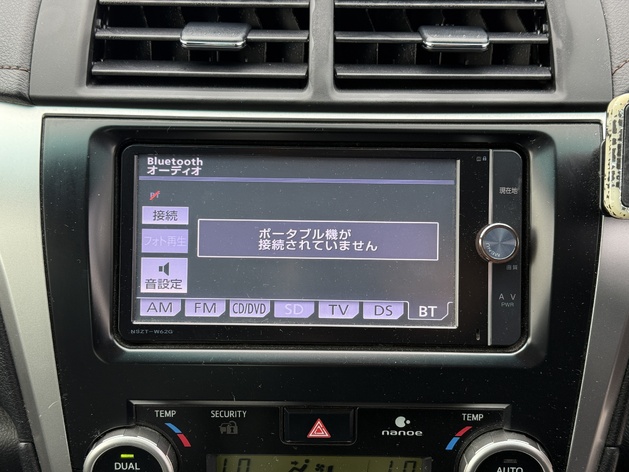 Bluetooth
オーディオ
接続
フォト再生
音設定
ポータブル機が
接続されていません
AM FM CD/DVD SD TV DS BT
現在地
音質
AV
PWR
NSZT-W62G
TEMP SECURITY nanoe TEMP
DUAL AUTO